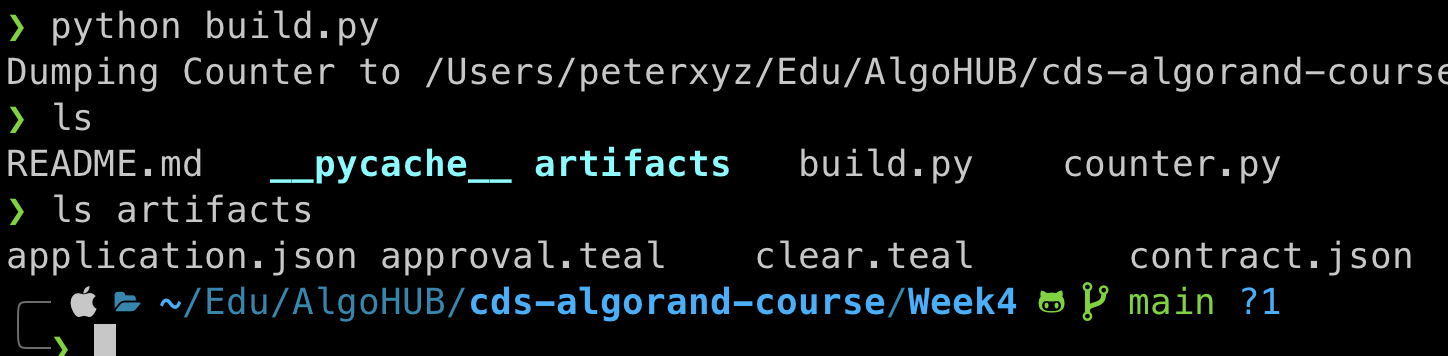 ❯ python build.py
Dumping Counter to /Users/peterxyz/Edu/AlgoHUB/cds-algorand-course
❯ ls
README.md __pycache__ artifacts build.py counter.py
❯ ls artifacts
application.json approval.teal clear.teal contract.json
~/Edu/AlgoHUB/cds-algorand-course/Week4 main ?1
❯